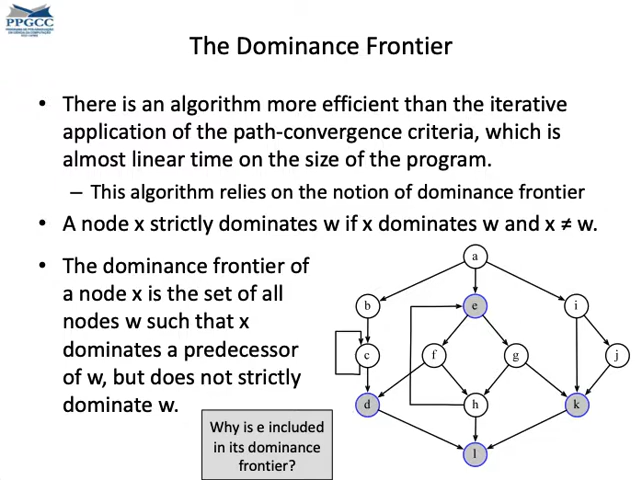 PPGCC
The Dominance Frontier
• There is an algorithm more efficient than the iterative
application of the path-convergence criteria, which is
almost linear time on the size of the program.
– This algorithm relies on the notion of dominance frontier
• A node x strictly dominates w if x dominates w and x ≠ w.
• The dominance frontier of
a node x is the set of all
nodes w such that x
dominates a predecessor
of w, but does not strictly
dominate w.
Why is e included
in its dominance
frontier?
a
b
e
i
c
f
g
j
d
h
k
l